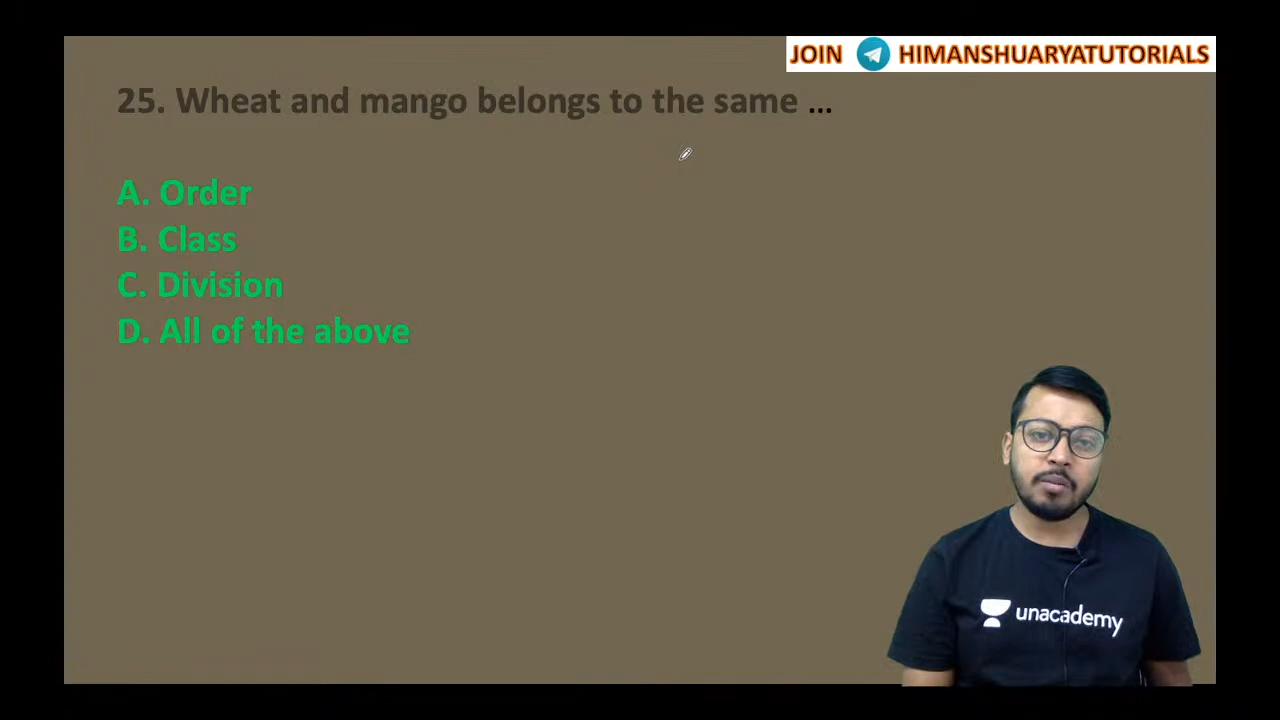 JOIN HIMANSHUARYATUTORIALS
25. Wheat and mango belongs to the same ...
A. Order
B. Class
C. Division
D. All of the above
unacademy